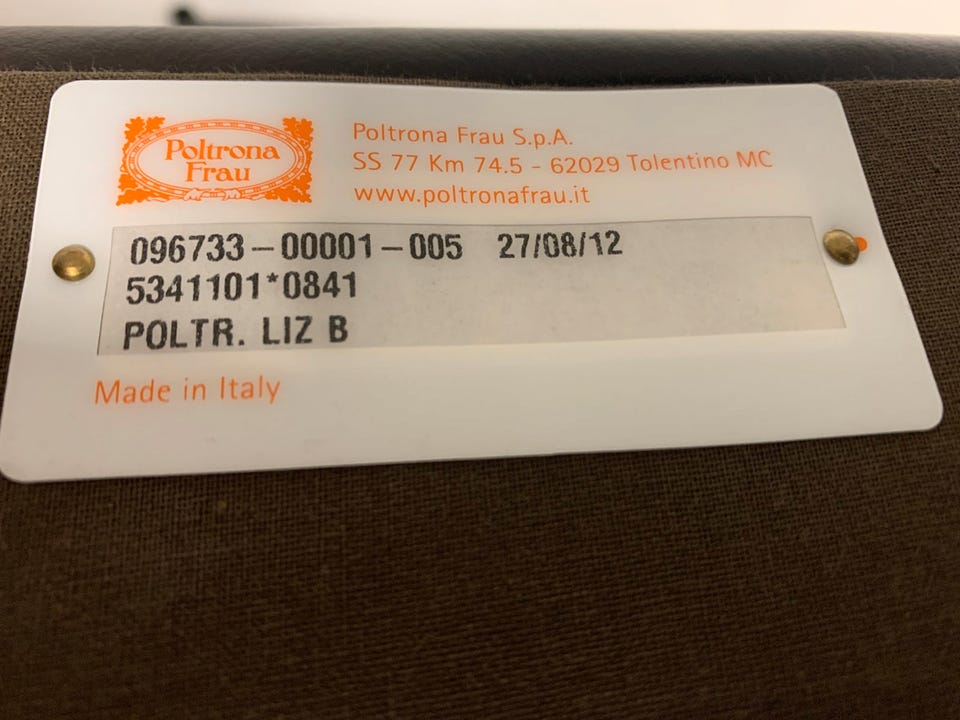 Poltrona
Frau
Poltrona Frau S.p.A.
SS 77 Km 74.5 - 62029 Tolentino MC
www.poltronafrau.it
096733-00001-005 27/08/12
5341101*0841
POLTR. LIZ B
Made in Italy